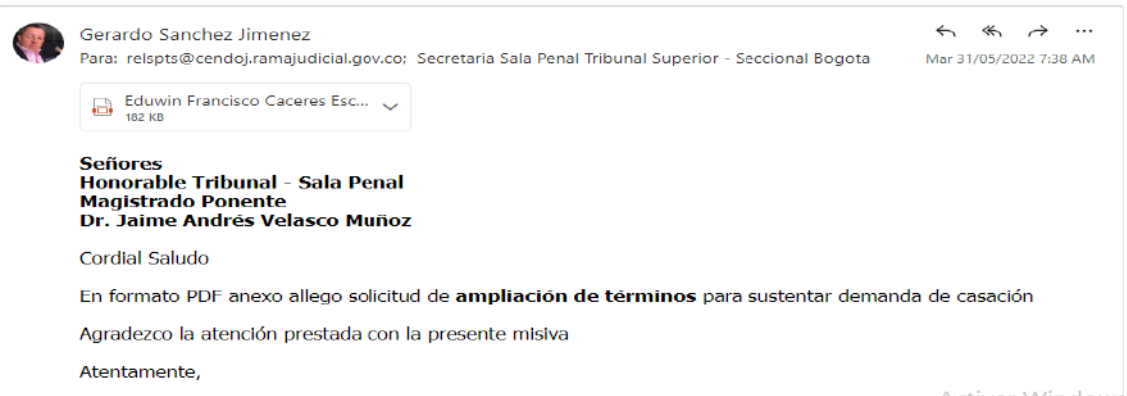 Gerardo Sanchez Jimenez
Para: relspts@cendoj.ramajudicial.gov.co; Secretaria Sala Penal Tribunal Superior - Seccional Bogota
Mar 31/05/2022 7:38 AM
Eduwin Francisco Caceres Esc...
182 KB
Señores
Honorable Tribunal - Sala Penal
Magistrado Ponente
Dr. Jaime Andrés Velasco Muñoz
Cordial Saludo
En formato PDF anexo allego solicitud de ampliación de términos para sustentar demanda de casación
Agradezco la atención prestada con la presente misiva
Atentamente,